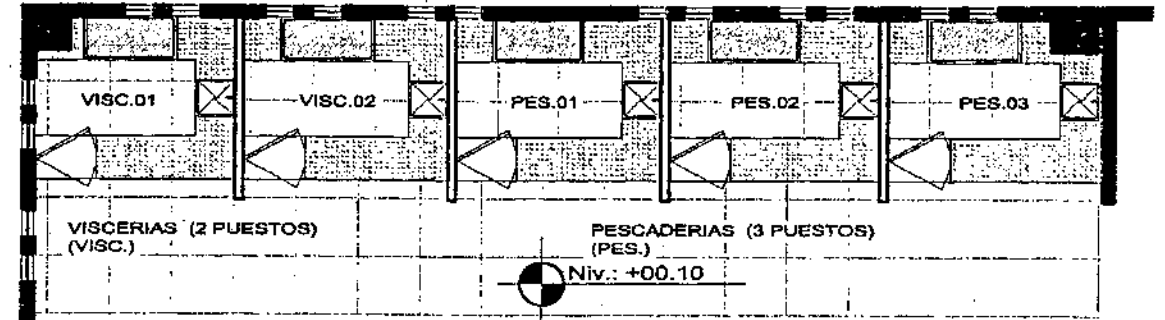 VISC.01
VISC.02
PES.01
PES.02
PES.03
VISCERIAS (2 PUESTOS)
(VISC.)
PESCADERIAS (3 PUESTOS)
(PES.)
Niv.: +00.10